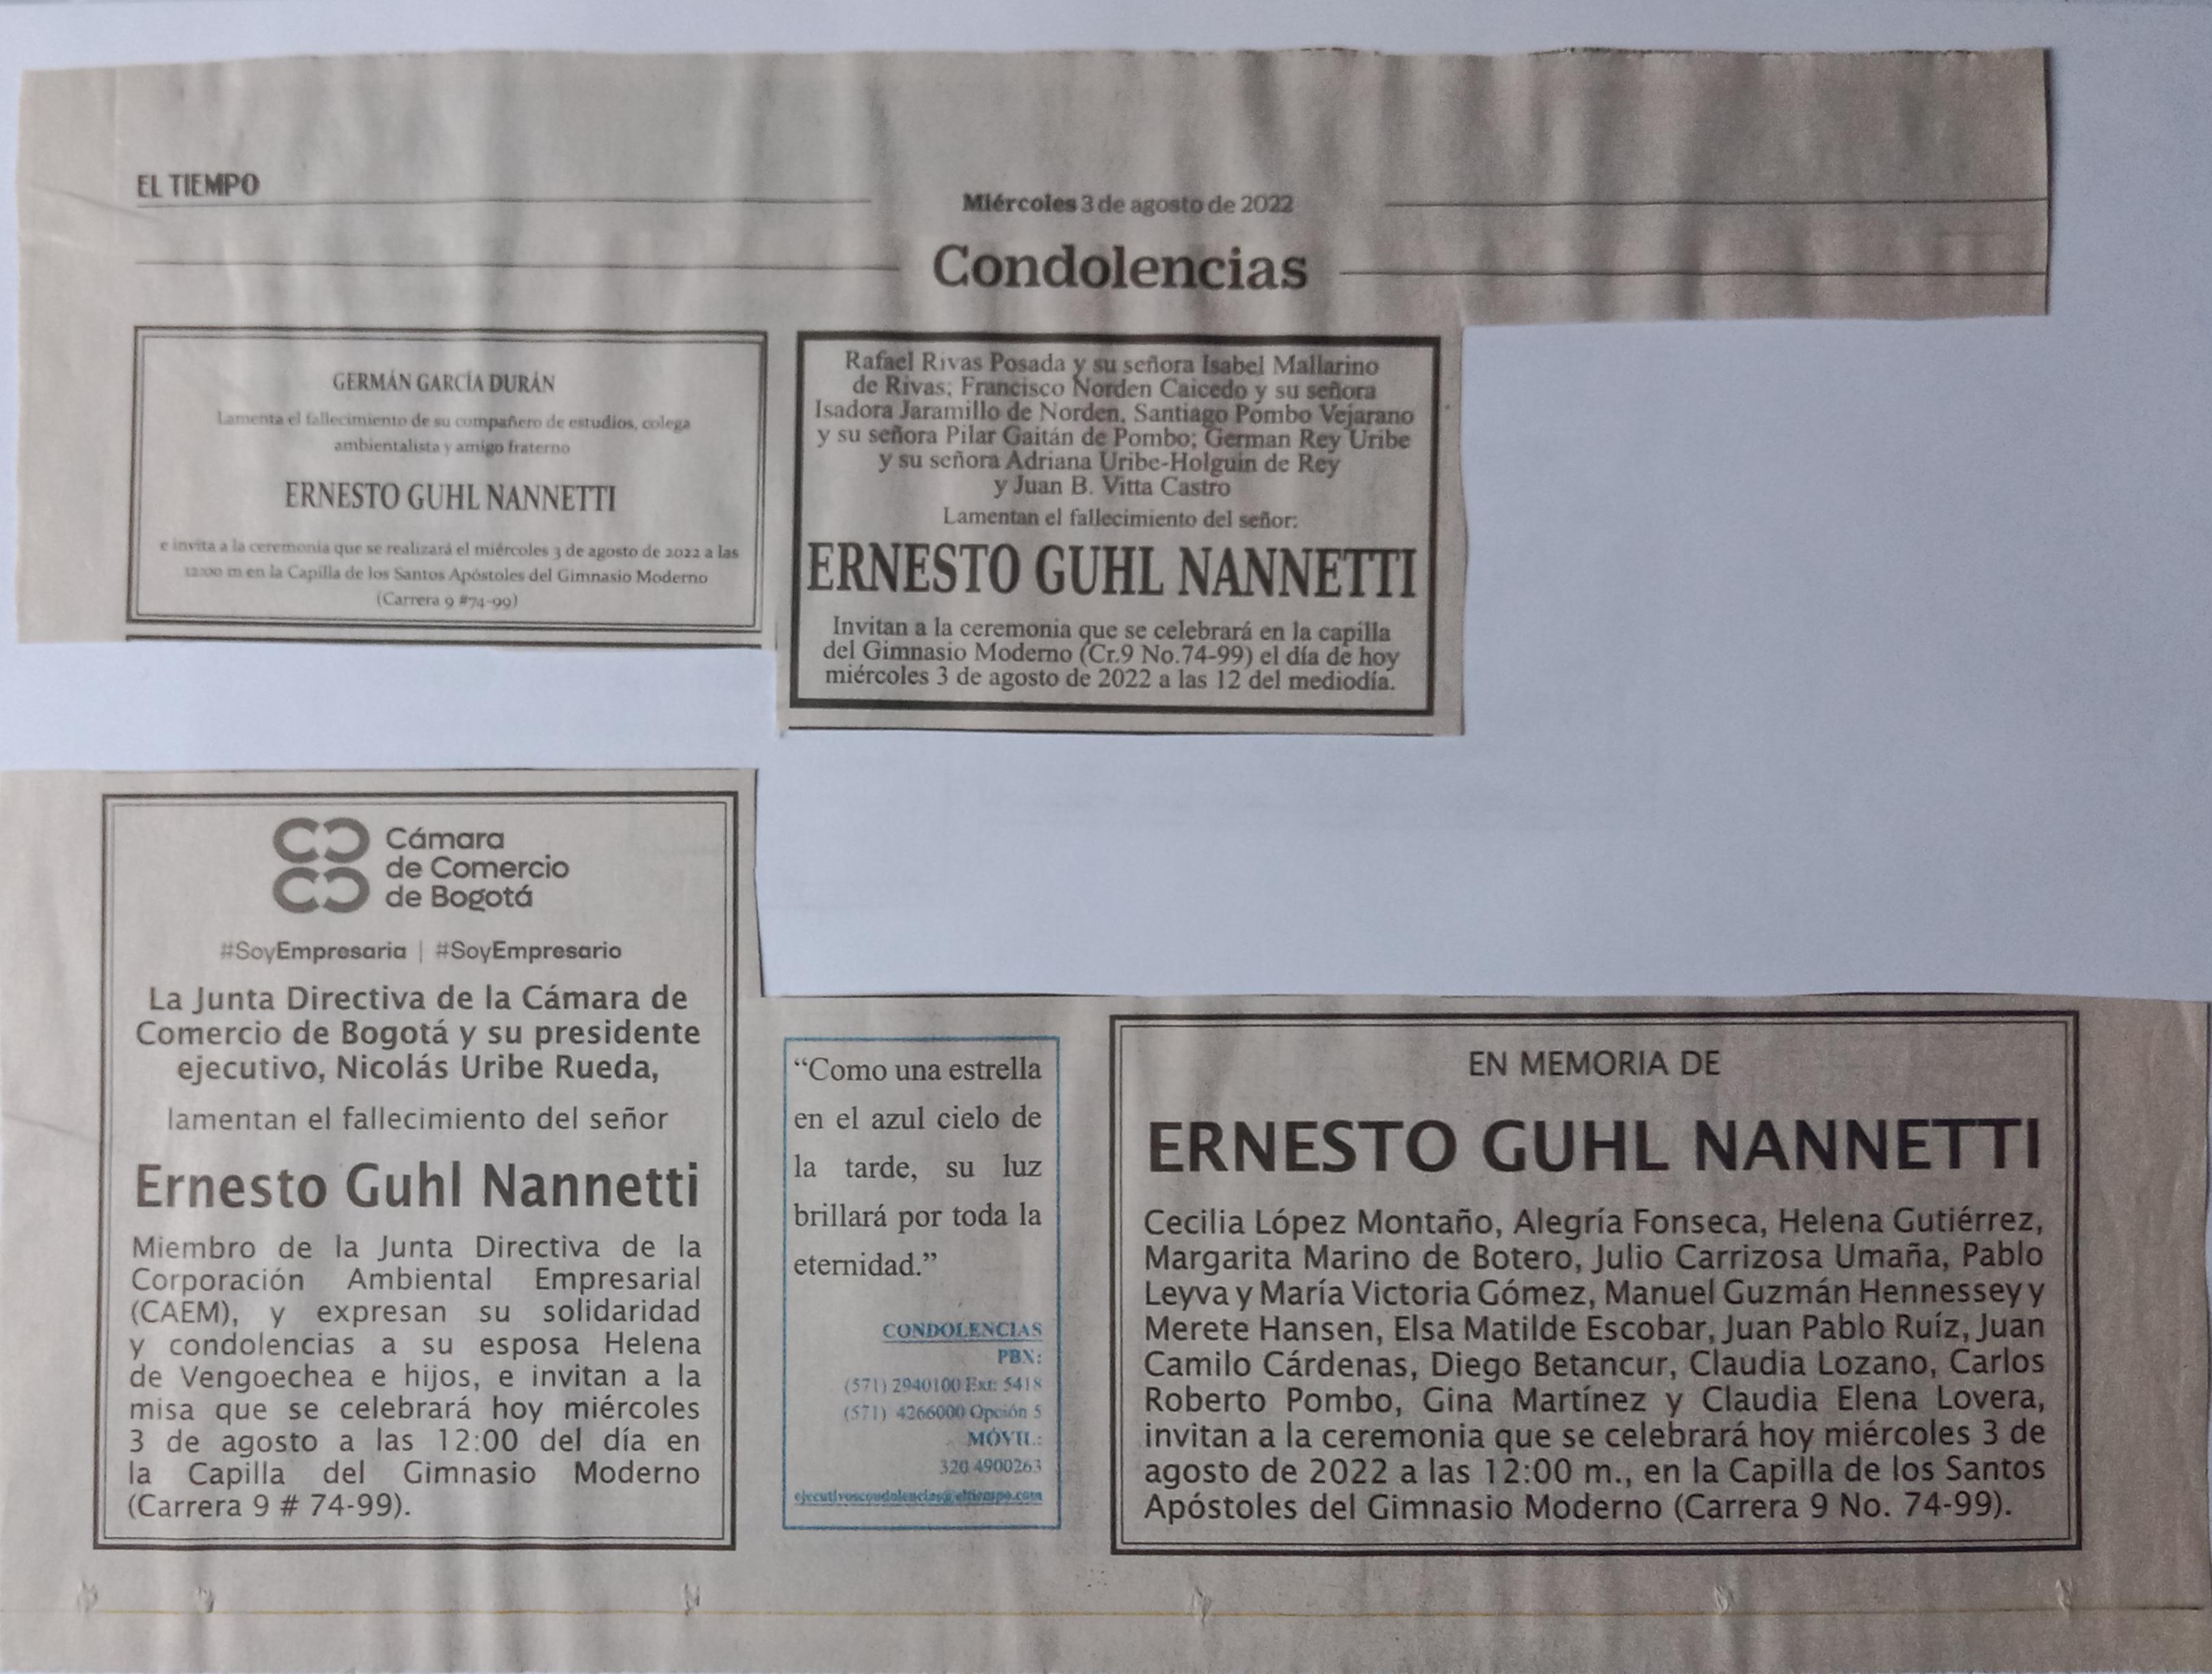 EL TIEMPO
Miércoles 3 de agosto de 2022
Condolencias
GERMÁN GARCÍA DURÁN
Lamenta el fallecimiento de su compañero de estudios, colega
ambientalista y amigo fraterno
ERNESTO GUHL NANNETTI
e invita a la ceremonia que se realizará el miércoles 3 de agosto de 2022 a las
12:00 m en la Capilla de los Santos Apóstoles del Gimnasio Moderno
(Carrera 9 #74-99)
Rafael Rivas Posada y su señora Isabel Mallarino
de Rivas; Francisco Norden Caicedo y su señora
Isadora Jaramillo de Norden, Santiago Pombo Vejarano
y su señora Pilar Gaitán de Pombo; German Rey Uribe
y su señora Adriana Uribe-Holguin de Rey
y Juan B. Vitta Castro
Lamentan el fallecimiento del señor:
ERNESTO GUHL NANNETTI
Invitan a la ceremonia que se celebrará en la capilla
del Gimnasio Moderno (Cr.9 No.74-99) el día de hoy
miércoles 3 de agosto de 2022 a las 12 del mediodía.
Cámara
de Comercio
de Bogotá
#SoyEmpresaria | #SoyEmpresario
La Junta Directiva de la Cámara de
Comercio de Bogotá y su presidente
ejecutivo, Nicolás Uribe Rueda,
lamentan el fallecimiento del señor
Ernesto Guhl Nannetti
Miembro de la Junta Directiva de la
Corporación Ambiental Empresarial
(CAEM), y expresan su solidaridad
y condolencias a su esposa Helena
de Vengoechea e hijos, e invitan a la
misa que se celebrará hoy miércoles
3 de agosto a las 12:00 del día en
la Capilla del Gimnasio Moderno
(Carrera 9 # 74-99).
“Como una estrella
en el azul cielo de
la tarde, su luz
brillará por toda la
eternidad.”
CONDOLENCIAS
PBX:
(571) 2940100 Ext: 5418
(571) 4266000 Opción 5
MÓVIL:
320 4900263
ejecutivoscondolencias@eltiempo.com
EN MEMORIA DE
ERNESTO GUHL NANNETTI
Cecilia López Montaño, Alegría Fonseca, Helena Gutiérrez,
Margarita Marino de Botero, Julio Carrizosa Umaña, Pablo
Leyva y María Victoria Gómez, Manuel Guzmán Hennessey y
Merete Hansen, Elsa Matilde Escobar, Juan Pablo Ruíz, Juan
Camilo Cárdenas, Diego Betancur, Claudia Lozano, Carlos
Roberto Pombo, Gina Martínez y Claudia Elena Lovera,
invitan a la ceremonia que se celebrará hoy miércoles 3 de
agosto de 2022 a las 12:00 m., en la Capilla de los Santos
Apóstoles del Gimnasio Moderno (Carrera 9 No. 74-99).